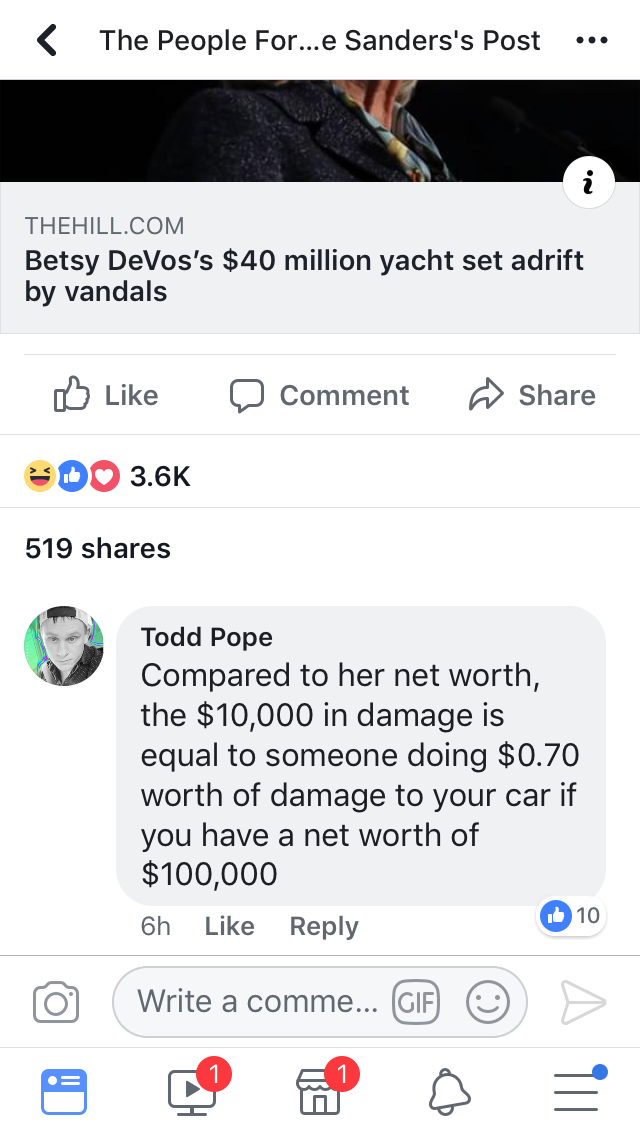 The People For...e Sanders's Post
i
THEHILL.COM
Betsy DeVos’s $40 million yacht set adrift
by vandals
Like Comment Share
3.6K
519 shares
Todd Pope
Compared to her net worth,
the $10,000 in damage is
equal to someone doing $0.70
worth of damage to your car if
you have a net worth of
$100,000
6h Like Reply 10
Write a comme... GIF
1 1